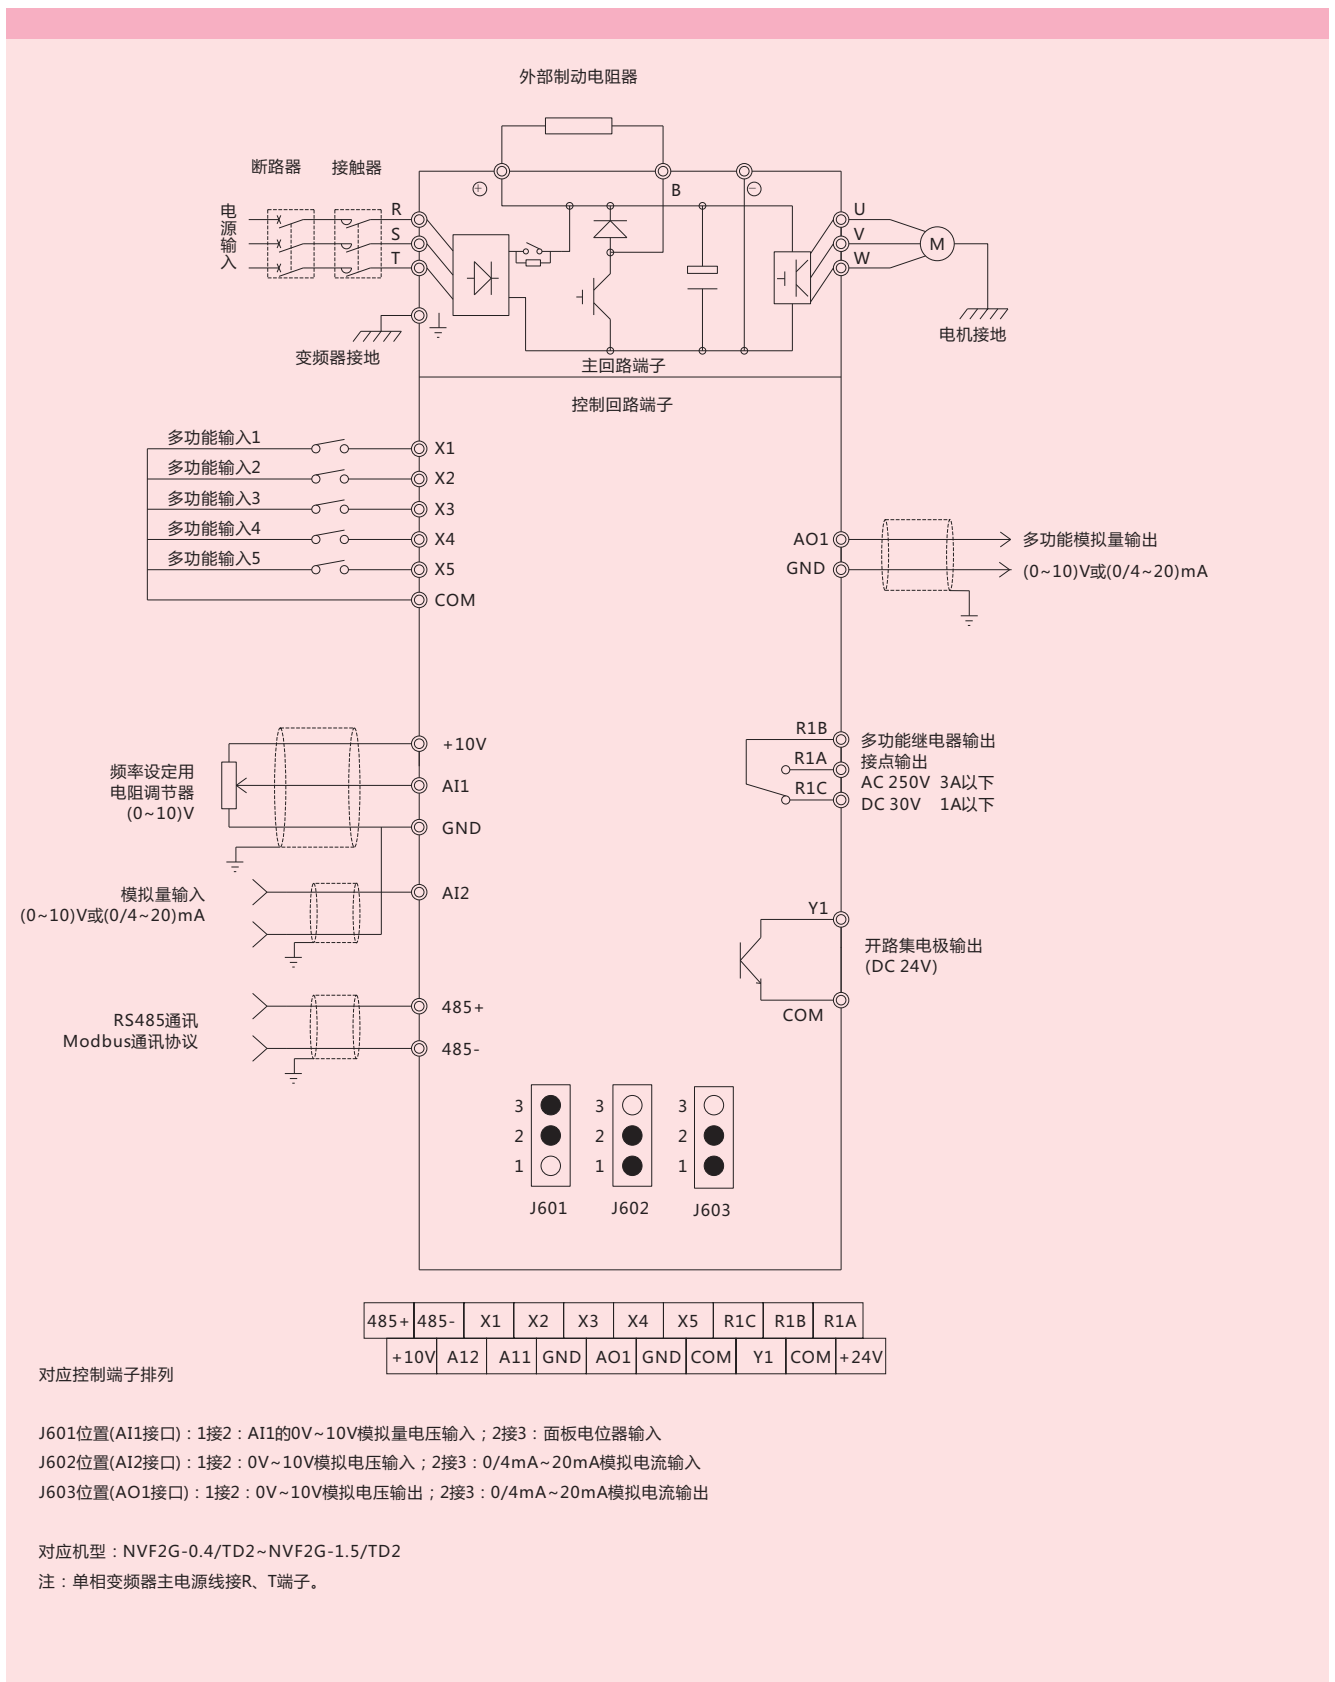 外部制动电阻器
断路器
接触器
B
电源输入
R
S
T
U
V
W
M
变频器接地
电机接地
主回路端子
控制回路端子
多功能输入1
X1
多功能输入2
X2
多功能输入3
X3
多功能输入4
X4
多功能输入5
X5
COM
AO1
GND
多功能模拟量输出
(0~10)V或(0/4~20)mA
频率设定用
电阻调节器
(0~10)V
+10V
AI1
GND
模拟量输入
(0~10)V或(0/4~20)mA
AI2
R1B
R1A
R1C
多功能继电器输出
接点输出
AC 250V 3A以下
DC 30V 1A以下
Y1
COM
开路集电极输出
(DC 24V)
RS485通讯
Modbus通讯协议
485+
485-
3
2
1
J601
3
2
1
J602
3
2
1
J603
485+ 485- X1 X2 X3 X4 X5 R1C R1B R1A
+10V A12 A11 GND AO1 GND COM Y1 COM +24V
对应控制端子排列
J601位置(AI1接口)：1接2：AI1的0V~10V模拟量电压输入；2接3：面板电位器输入
J602位置(AI2接口)：1接2：0V~10V模拟电压输入；2接3：0/4mA~20mA模拟电流输入
J603位置(AO1接口)：1接2：0V~10V模拟电压输出；2接3：0/4mA~20mA模拟电流输出
对应机型：NVF2G-0.4/TD2~NVF2G-1.5/TD2
注：单相变频器主电源线接R、T端子。